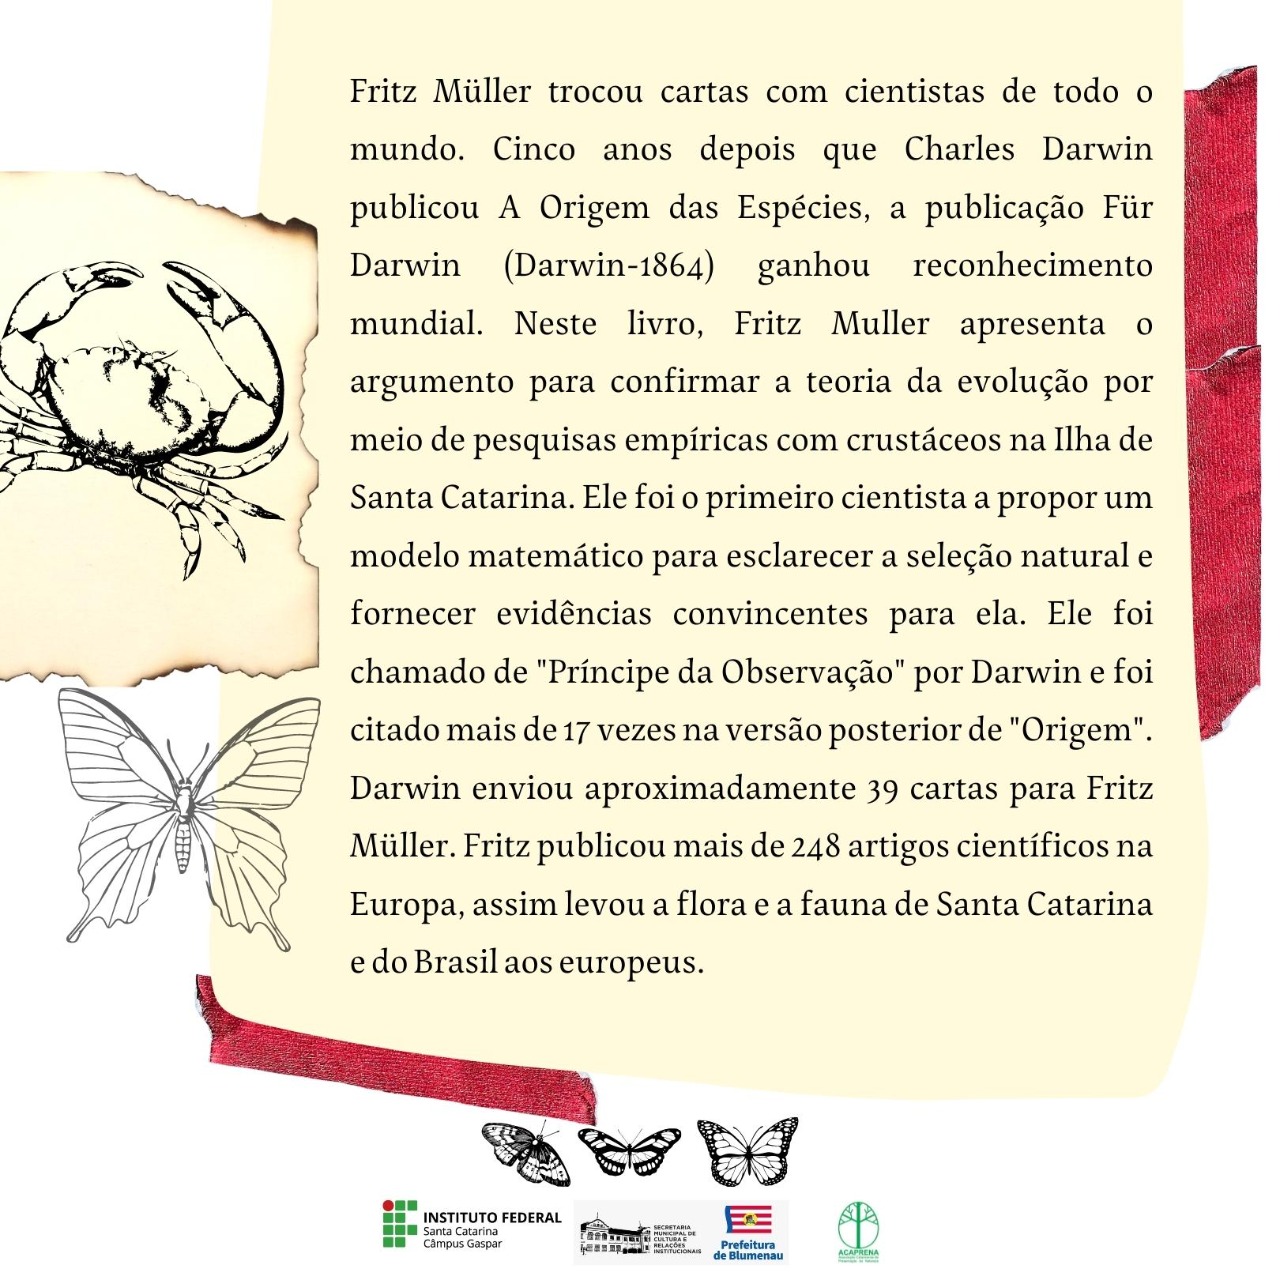 Fritz Müller trocou cartas com cientistas de todo o
mundo. Cinco anos depois que Charles Darwin
publicou A Origem das Espécies, a publicação Für
Darwin (Darwin-1864) ganhou reconhecimento
mundial. Neste livro, Fritz Muller apresenta o
argumento para confirmar a teoria da evolução por
meio de pesquisas empíricas com crustáceos na Ilha de
Santa Catarina. Ele foi o primeiro cientista a propor um
modelo matemático para esclarecer a seleção natural e
fornecer evidências convincentes para ela. Ele foi
chamado de "Príncipe da Observação" por Darwin e foi
citado mais de 17 vezes na versão posterior de "Origem".
Darwin enviou aproximadamente 39 cartas para Fritz
Müller. Fritz publicou mais de 248 artigos científicos na
Europa, assim levou a flora e a fauna de Santa Catarina
e do Brasil aos europeus.
INSTITUTO FEDERAL
Santa Catarina
Câmpus Gaspar
SECRETARIA
MUNICIPAL DE
CULTURA E
RELAÇÕES
INSTITUCIONAIS
Prefeitura
de Blumenau
ACAPRENA